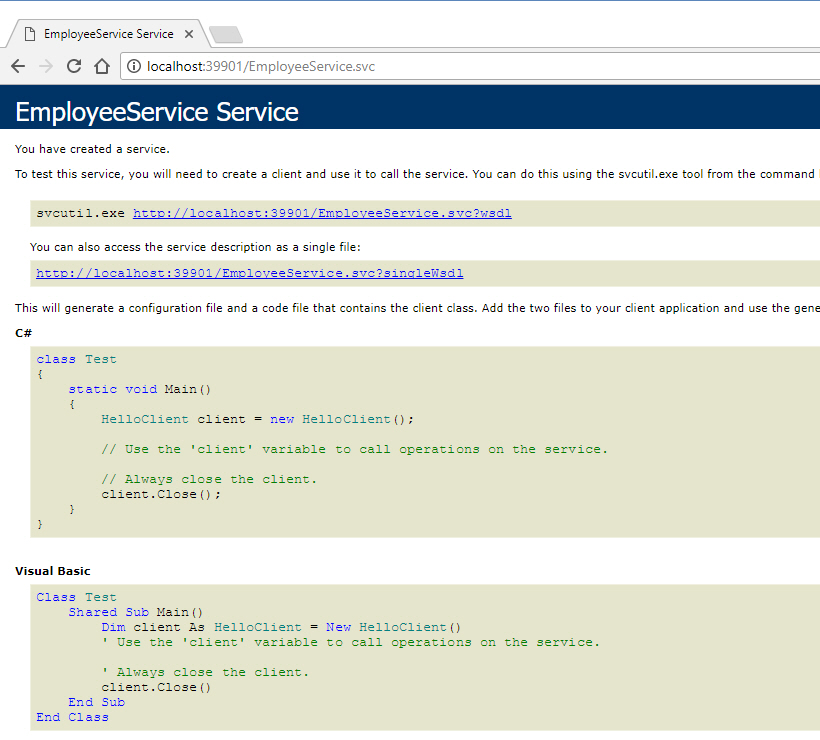 EmployeeService Service
localhost:39901/EmployeeService.svc
EmployeeService Service
You have created a service.
To test this service, you will need to create a client and use it to call the service. You can do this using the svcutil.exe tool from the command
svcutil.exe http://localhost:39901/EmployeeService.svc?wsdl
You can also access the service description as a single file:
http://localhost:39901/EmployeeService.svc?singleWsdl
This will generate a configuration file and a code file that contains the client class. Add the two files to your client application and use the gene
C#
class Test
{
    static void Main()
    {
        HelloClient client = new HelloClient();
        // Use the 'client' variable to call operations on the service.
        // Always close the client.
        client.Close();
    }
}
Visual Basic
Class Test
    Shared Sub Main()
        Dim client As HelloClient = New HelloClient()
        ' Use the 'client' variable to call operations on the service.
        ' Always close the client.
        client.Close()
    End Sub
End Class